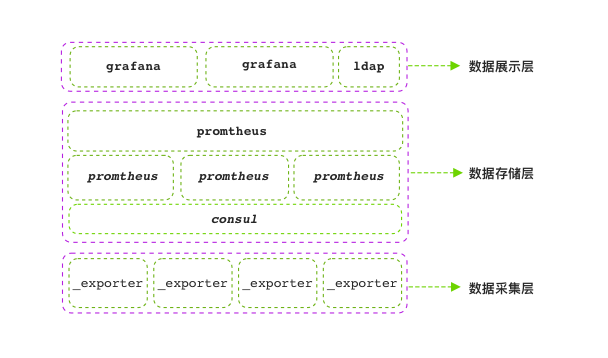 grafana
grafana
ldap
数据展示层
promtheus
promtheus
promtheus
promtheus
数据存储层
consul
_exporter
_exporter
_exporter
_exporter
数据采集层